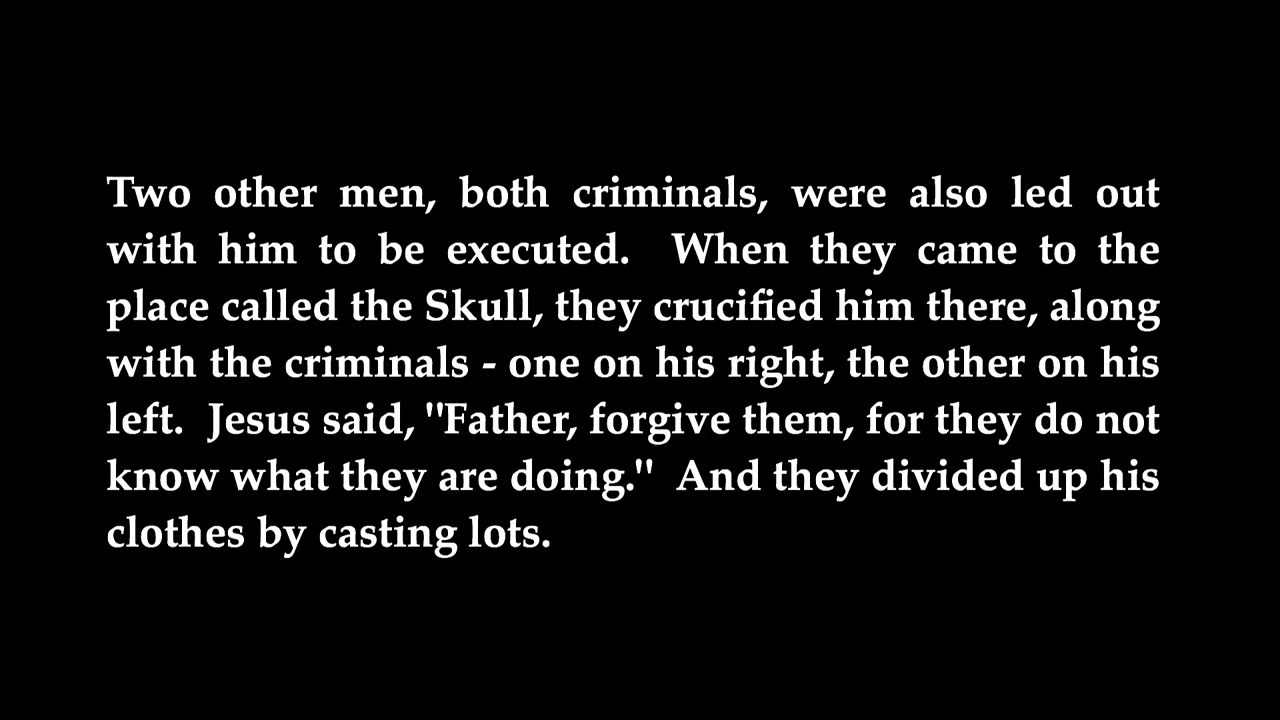 Two other men, both criminals, were also led out
with him to be executed.  When they came to the
place called the Skull, they crucified him there, along
with the criminals - one on his right, the other on his
left.  Jesus said, "Father, forgive them, for they do not
know what they are doing."  And they divided up his
clothes by casting lots.